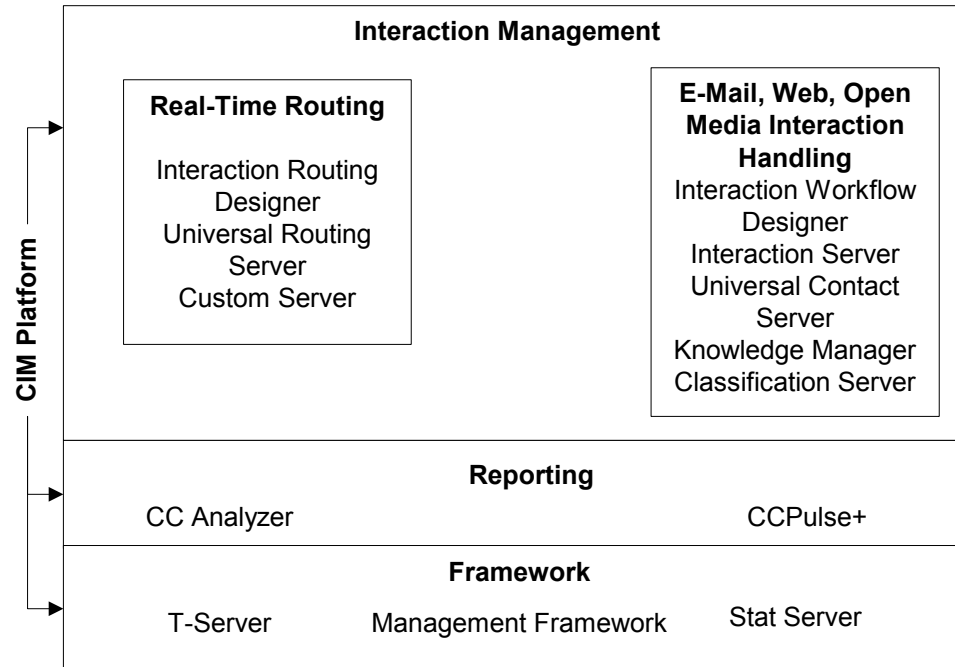 Interaction Management
Real-Time Routing
Interaction Routing
Designer
Universal Routing
Server
Custom Server
E-Mail, Web, Open
Media Interaction
Handling
Interaction Workflow
Designer
Interaction Server
Universal Contact
Server
Knowledge Manager
Classification Server
CIM Platform
Reporting
CC Analyzer
CCPulse+
Framework
T-Server
Management Framework
Stat Server